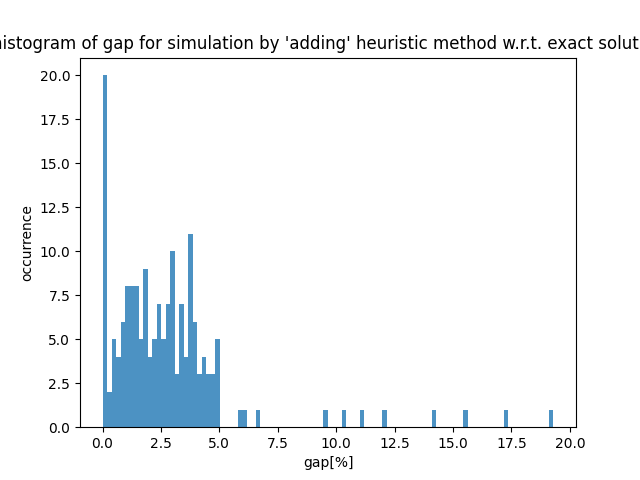 histogram of gap for simulation by 'adding' heuristic method w.r.t. exact solut
20.0
17.5
15.0
12.5
10.0
7.5
5.0
2.5
0.0
occurrence
0.0 2.5 5.0 7.5 10.0 12.5 15.0 17.5 20.0
gap[%]